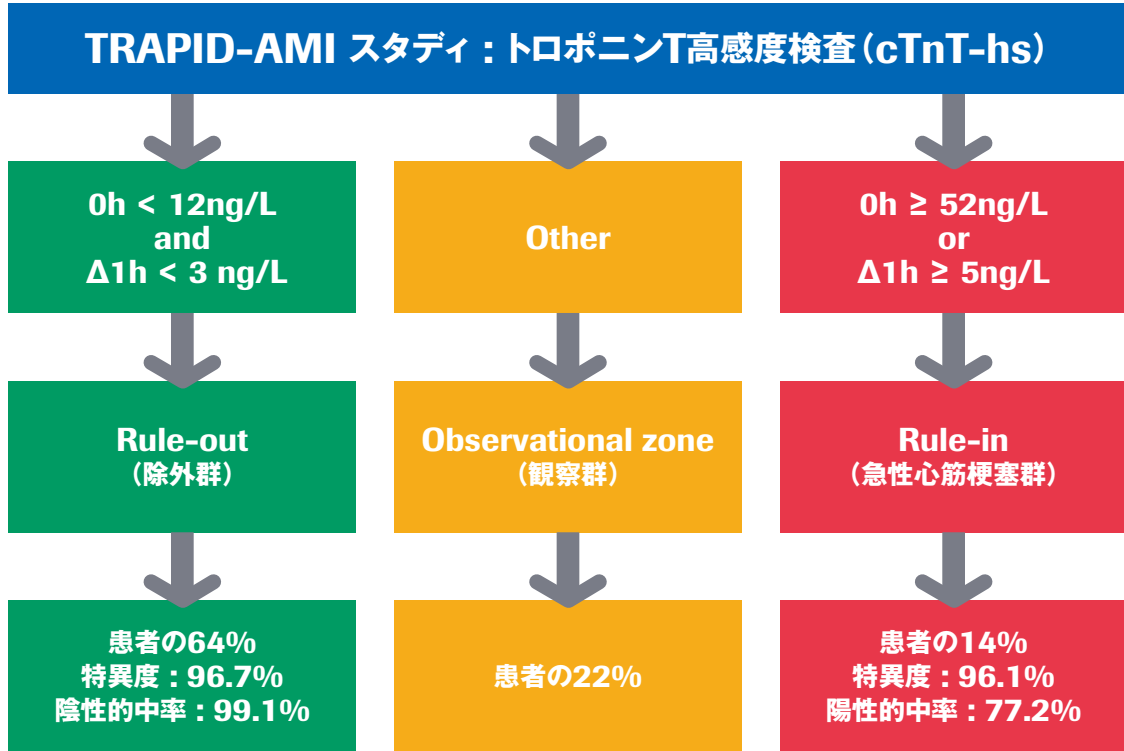 TRAPID-AMI スタディ：トロポニンT高感度検査（cTnT-hs）
0h < 12ng/L
and
Δ1h < 3 ng/L
Other
0h ≥ 52ng/L
or
Δ1h ≥ 5ng/L
Rule-out
（除外群）
Observational zone
（観察群）
Rule-in
（急性心筋梗塞群）
患者の64%
特異度：96.7%
陰性的中率：99.1%
患者の22%
患者の14%
特異度：96.1%
陽性的中率：77.2%